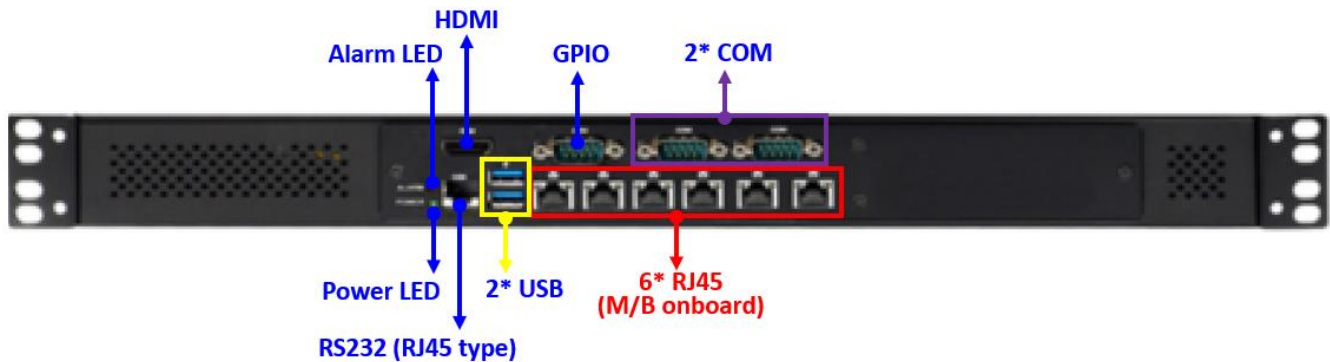 HDMI
Alarm LED
GPIO
2* COM
Power LED
2* USB
6* RJ45
(M/B onboard)
RS232 (RJ45 type)